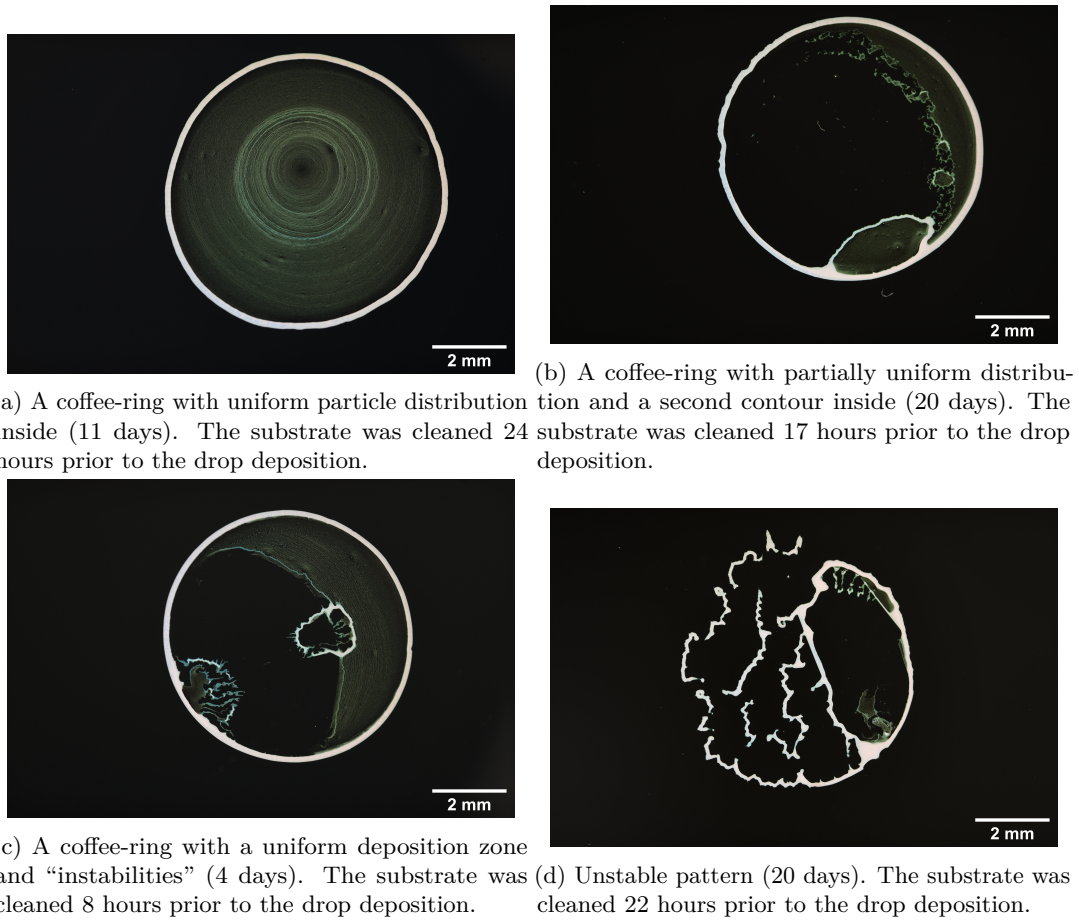 2 mm
2 mm
a) A coffee-ring with uniform particle distribution
inside (11 days). The substrate was cleaned 24
hours prior to the drop deposition.
(b) A coffee-ring with partially uniform distribu-
tion and a second contour inside (20 days). The
substrate was cleaned 17 hours prior to the drop
deposition.
2 mm
2 mm
c) A coffee-ring with a uniform deposition zone
and “instabilities” (4 days). The substrate was
cleaned 8 hours prior to the drop deposition.
(d) Unstable pattern (20 days). The substrate was
cleaned 22 hours prior to the drop deposition.